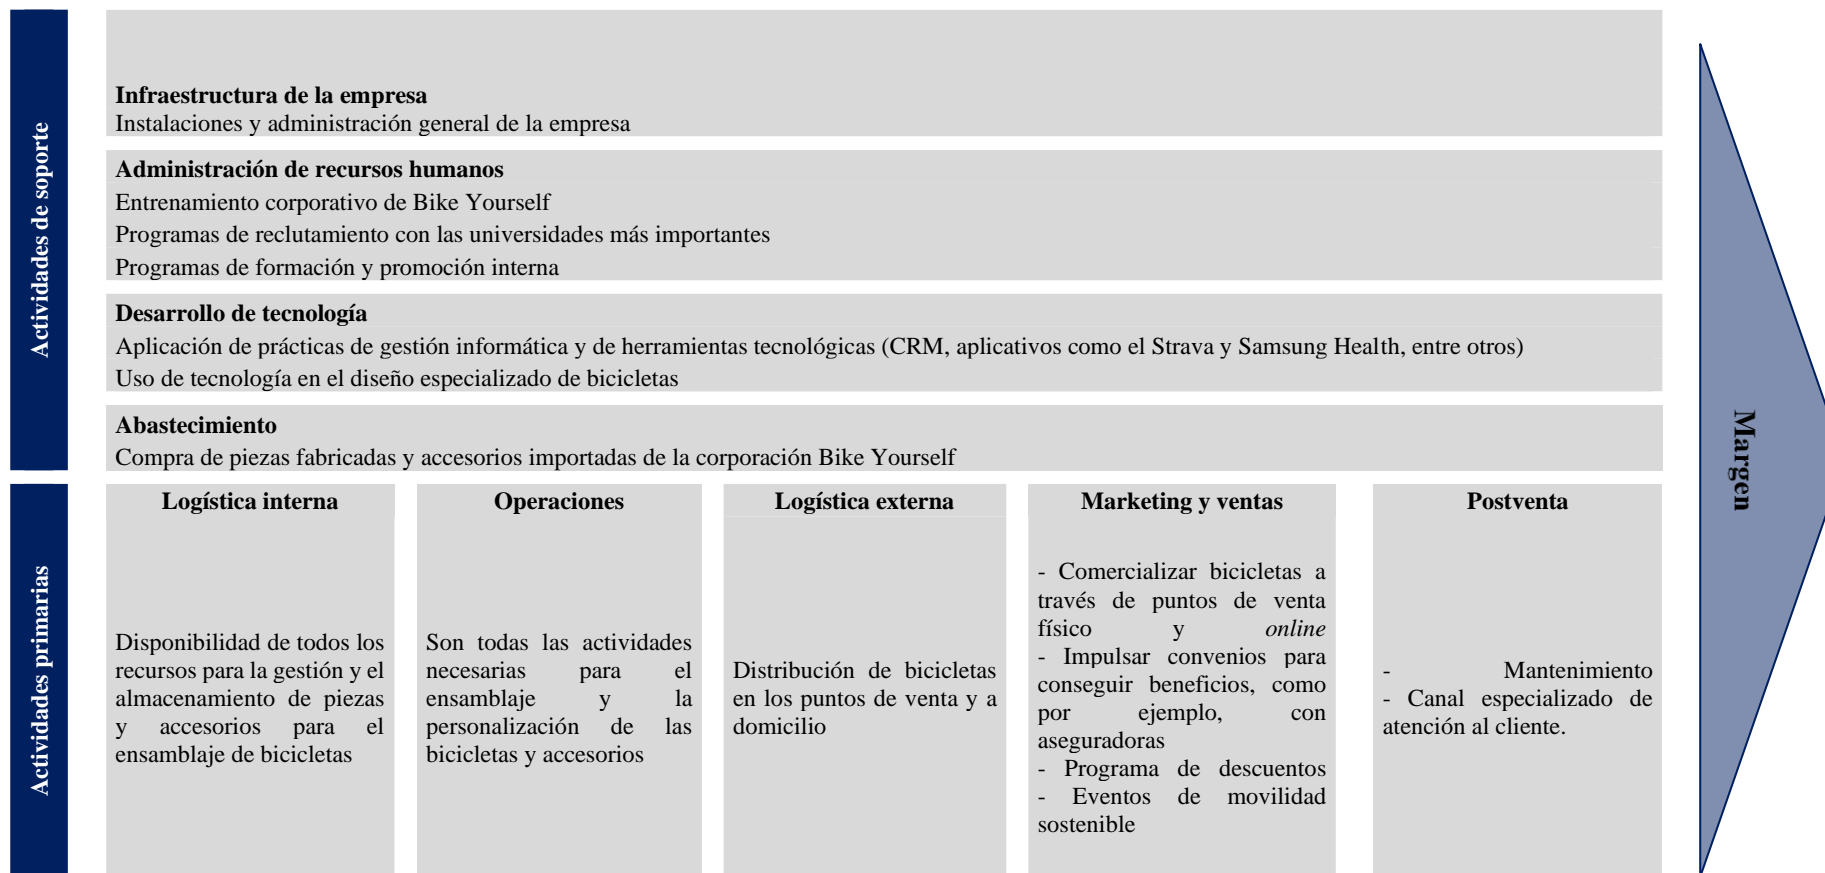 Actividades de soporte
Infraestructura de la empresa
Instalaciones y administración general de la empresa
Administración de recursos humanos
Entrenamiento corporativo de Bike Yourself
Programas de reclutamiento con las universidades más importantes
Programas de formación y promoción interna
Desarrollo de tecnología
Aplicación de prácticas de gestión informática y de herramientas tecnológicas (CRM, aplicativos como el Strava y Samsung Health, entre otros)
Uso de tecnología en el diseño especializado de bicicletas
Abastecimiento
Compra de piezas fabricadas y accesorios importadas de la corporación Bike Yourself
Actividades primarias
Logística interna
Disponibilidad de todos los
recursos para la gestión y el
almacenamiento de piezas
y accesorios para el
ensamblaje de bicicletas
Operaciones
Son todas las actividades
necesarias para el
ensamblaje y la
personalización de las
bicicletas y accesorios
Logística externa
Distribución de bicicletas
en los puntos de venta y a
domicilio
Marketing y ventas
- Comercializar bicicletas a
través de puntos de venta
físico y online
- Impulsar convenios para
conseguir beneficios, como
por ejemplo, con
aseguradoras
- Programa de descuentos
- Eventos de movilidad
sostenible
Postventa
- Mantenimiento
- Canal especializado de
atención al cliente.
Margen